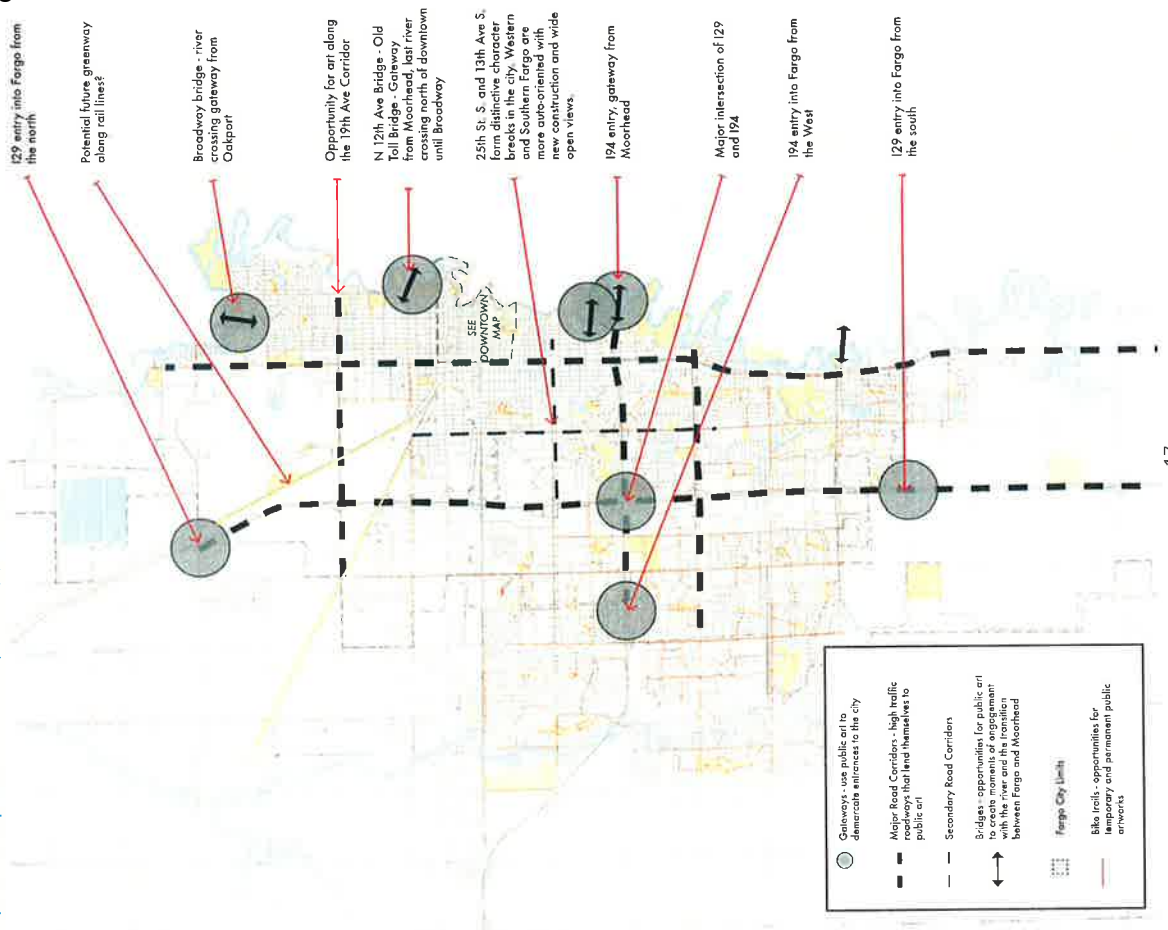 I29 entry into Fargo from
the north
Potential future greenway
along rail lines?
Broadway bridge - river
crossing gateway from
Oakport
Opportunity for art along
the 19th Ave Corridor
N 12th Ave Bridge - Old
Toll Bridge - Gateway
from Moorhead, last river
crossing north of downtown
until Broadway
25th St. S. and 13th Ave S.
form distinctive character
breaks in the city. Western
and Southern Fargo are
more auto-oriented with
new construction and wide
open views.
I94 entry, gateway from
Moorhead
Major intersection of I29
and I94
I94 entry into Fargo from
the West
I29 entry into Fargo from
the south
SEE
DOWNTOWN
MAP
Gateways - use public art to
demarcate entrances to the city
Major Road Corridors - high traffic
roadways that lend themselves to
public art
Secondary Road Corridors
Bridges - opportunities for public art
to create moments of engagement
with the river and the transition
between Fargo and Moorhead
Fargo City Limits
Bike trails - opportunities for
temporary and permanent public
artworks